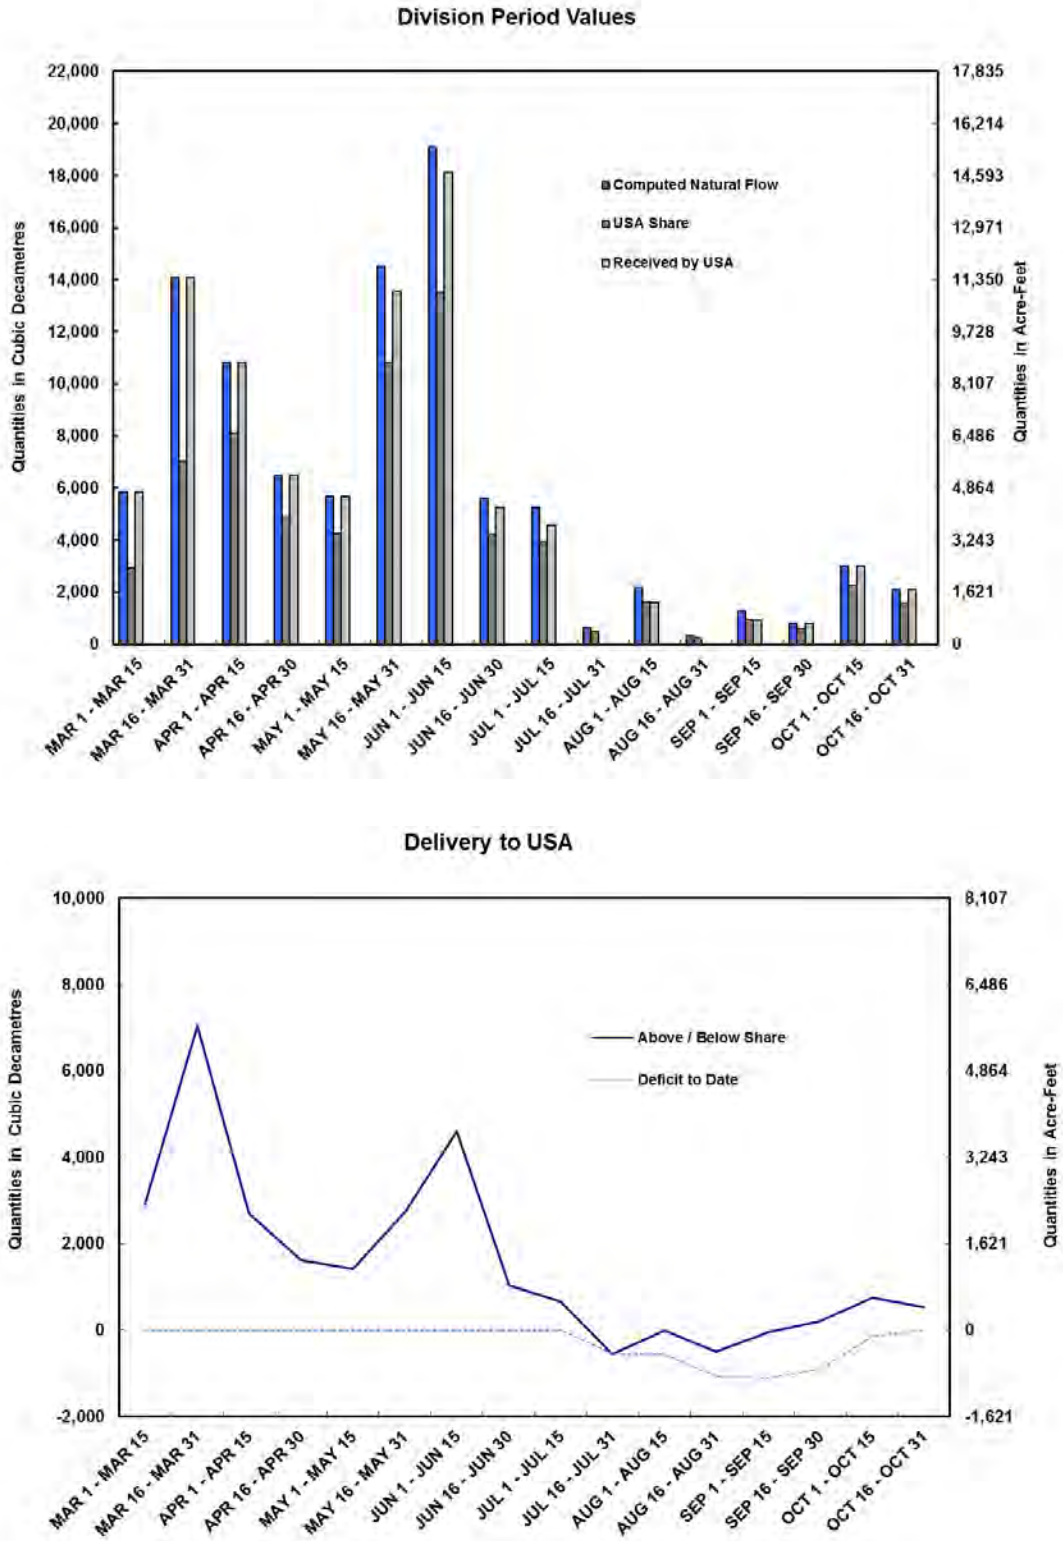 Division Period Values
22,000
20,000
18,000
16,000
14,000
12,000
10,000
8,000
6,000
4,000
2,000
0
Quantities in Cubic Decametres
17,835
16,214
14,593
12,971
11,350
9,728
8,107
6,486
4,864
3,243
1,621
0
Quantities in Acre-Feet
Computed Natural Flow
USA Share
Received by USA
MAR 1 - MAR 15
MAR 16 - MAR 31
APR 1 - APR 15
APR 16 - APR 30
MAY 1 - MAY 15
MAY 16 - MAY 31
JUN 1 - JUN 15
JUN 16 - JUN 30
JUL 1 - JUL 15
JUL 16 - JUL 31
AUG 1 - AUG 15
AUG 16 - AUG 31
SEP 1 - SEP 15
SEP 16 - SEP 30
OCT 1 - OCT 15
OCT 16 - OCT 31
Delivery to USA
10,000
8,000
6,000
4,000
2,000
0
-2,000
Quantities in Cubic Decametres
8,107
6,486
4,864
3,243
1,621
0
-1,621
Quantities in Acre-Feet
Above / Below Share
Deficit to Date
MAR 1 - MAR 15
MAR 16 - MAR 31
APR 1 - APR 15
APR 16 - APR 30
MAY 1 - MAY 15
MAY 16 - MAY 31
JUN 1 - JUN 15
JUN 16 - JUN 30
JUL 1 - JUL 15
JUL 16 - JUL 31
AUG 1 - AUG 15
AUG 16 - AUG 31
SEP 1 - SEP 15
SEP 16 - SEP 30
OCT 1 - OCT 15
OCT 16 - OCT 31